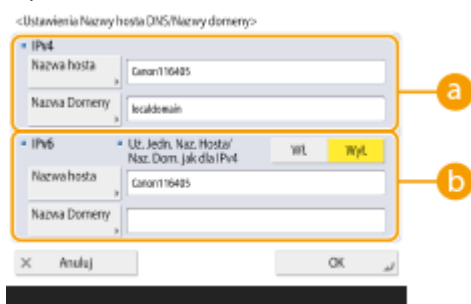 <Ustawienia Nazwy hosta DNS/Nazwy domeny>
IPv4
Nazwa hosta
Canon116405
Nazwa Domeny
localdomain
a
IPv6
Uż. Jedn. Naz. Hosta/
Naz. Dom. jak dla IPv4
Wł.
Wył.
Nazwa hosta
Canon116405
Nazwa Domeny
b
× Anuluj
OK